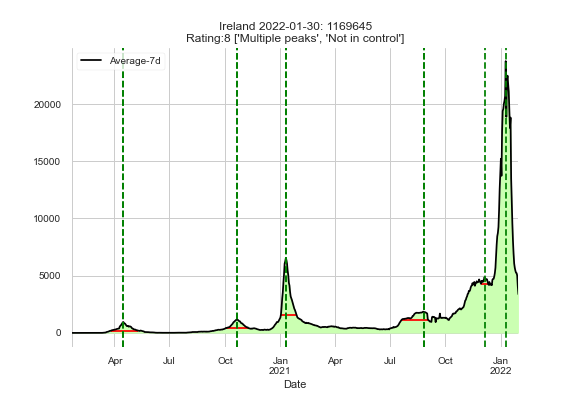 Ireland 2022-01-30: 1169645
Rating:8 ['Multiple peaks', 'Not in control']
Average-7d
20000
15000
10000
5000
0
Apr Jul Oct Jan Apr Jul Oct Jan
2021 2022
Date